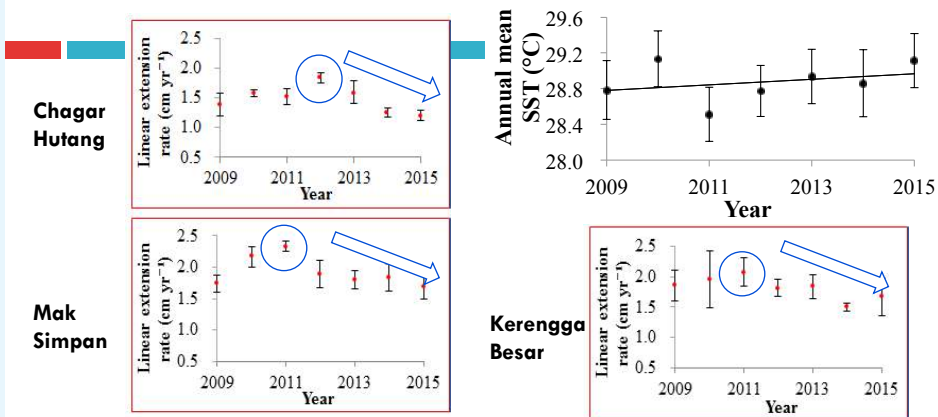 Chagar
Hutang
Linear extension
rate (cm yr⁻¹)
2.5
2.0
1.5
1.0
0.5
2009
2011
2013
2015
Year
Annual mean
SST (°C)
29.6
29.2
28.8
28.4
28.0
2009
2011
2013
2015
Year
Mak
Simpan
Linear extension
rate (cm yr⁻¹)
2.5
2.0
1.5
1.0
0.5
2009
2011
2013
2015
Year
Kerengga
Besar
Linear extension
rate (cm yr⁻¹)
2.5
2.0
1.5
1.0
0.5
2009
2011
2013
2015
Year